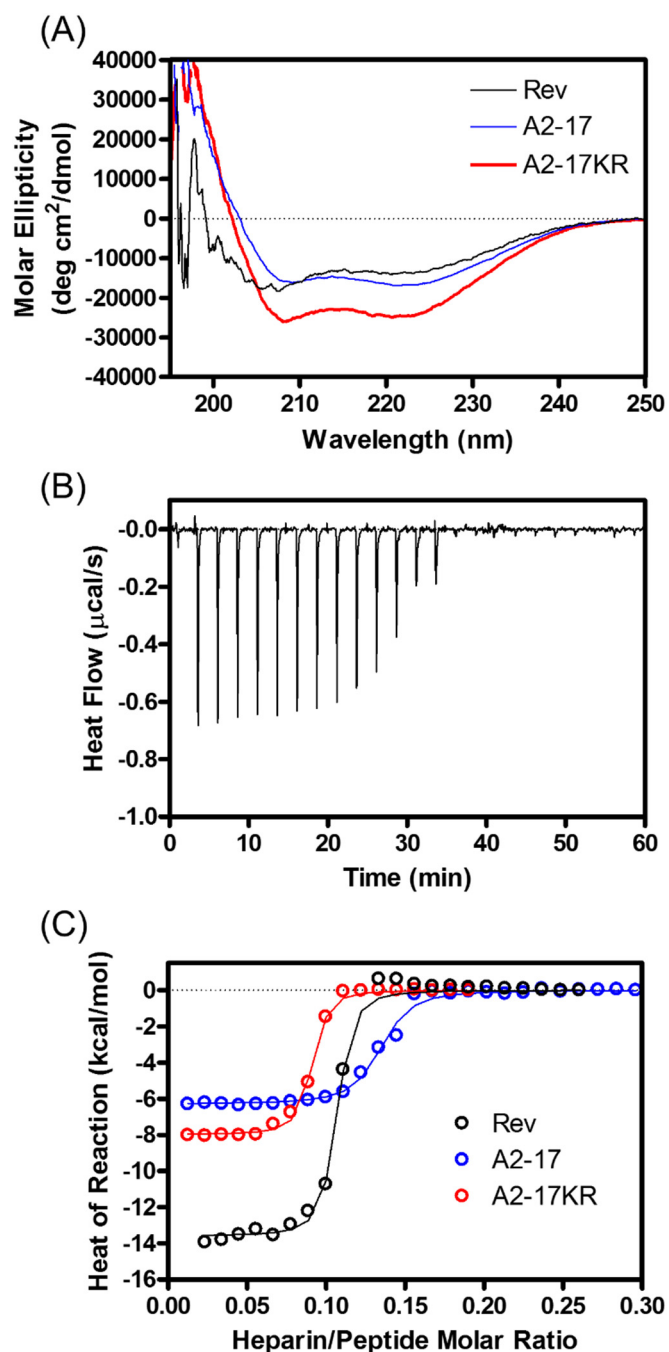 (A)
Molar Ellipticity
(deg cm²/dmol)
40000
30000
20000
10000
0
-10000
-20000
-30000
-40000
Rev
A2-17
A2-17KR
200 210 220 230 240 250
Wavelength (nm)
(B)
Heat Flow (μcal/s)
-0.0
-0.2
-0.4
-0.6
-0.8
-1.0
0 10 20 30 40 50 60
Time (min)
(C)
Heat of Reaction (kcal/mol)
0
-2
-4
-6
-8
-10
-12
-14
-16
Rev
A2-17
A2-17KR
0.00 0.05 0.10 0.15 0.20 0.25 0.30
Heparin/Peptide Molar Ratio